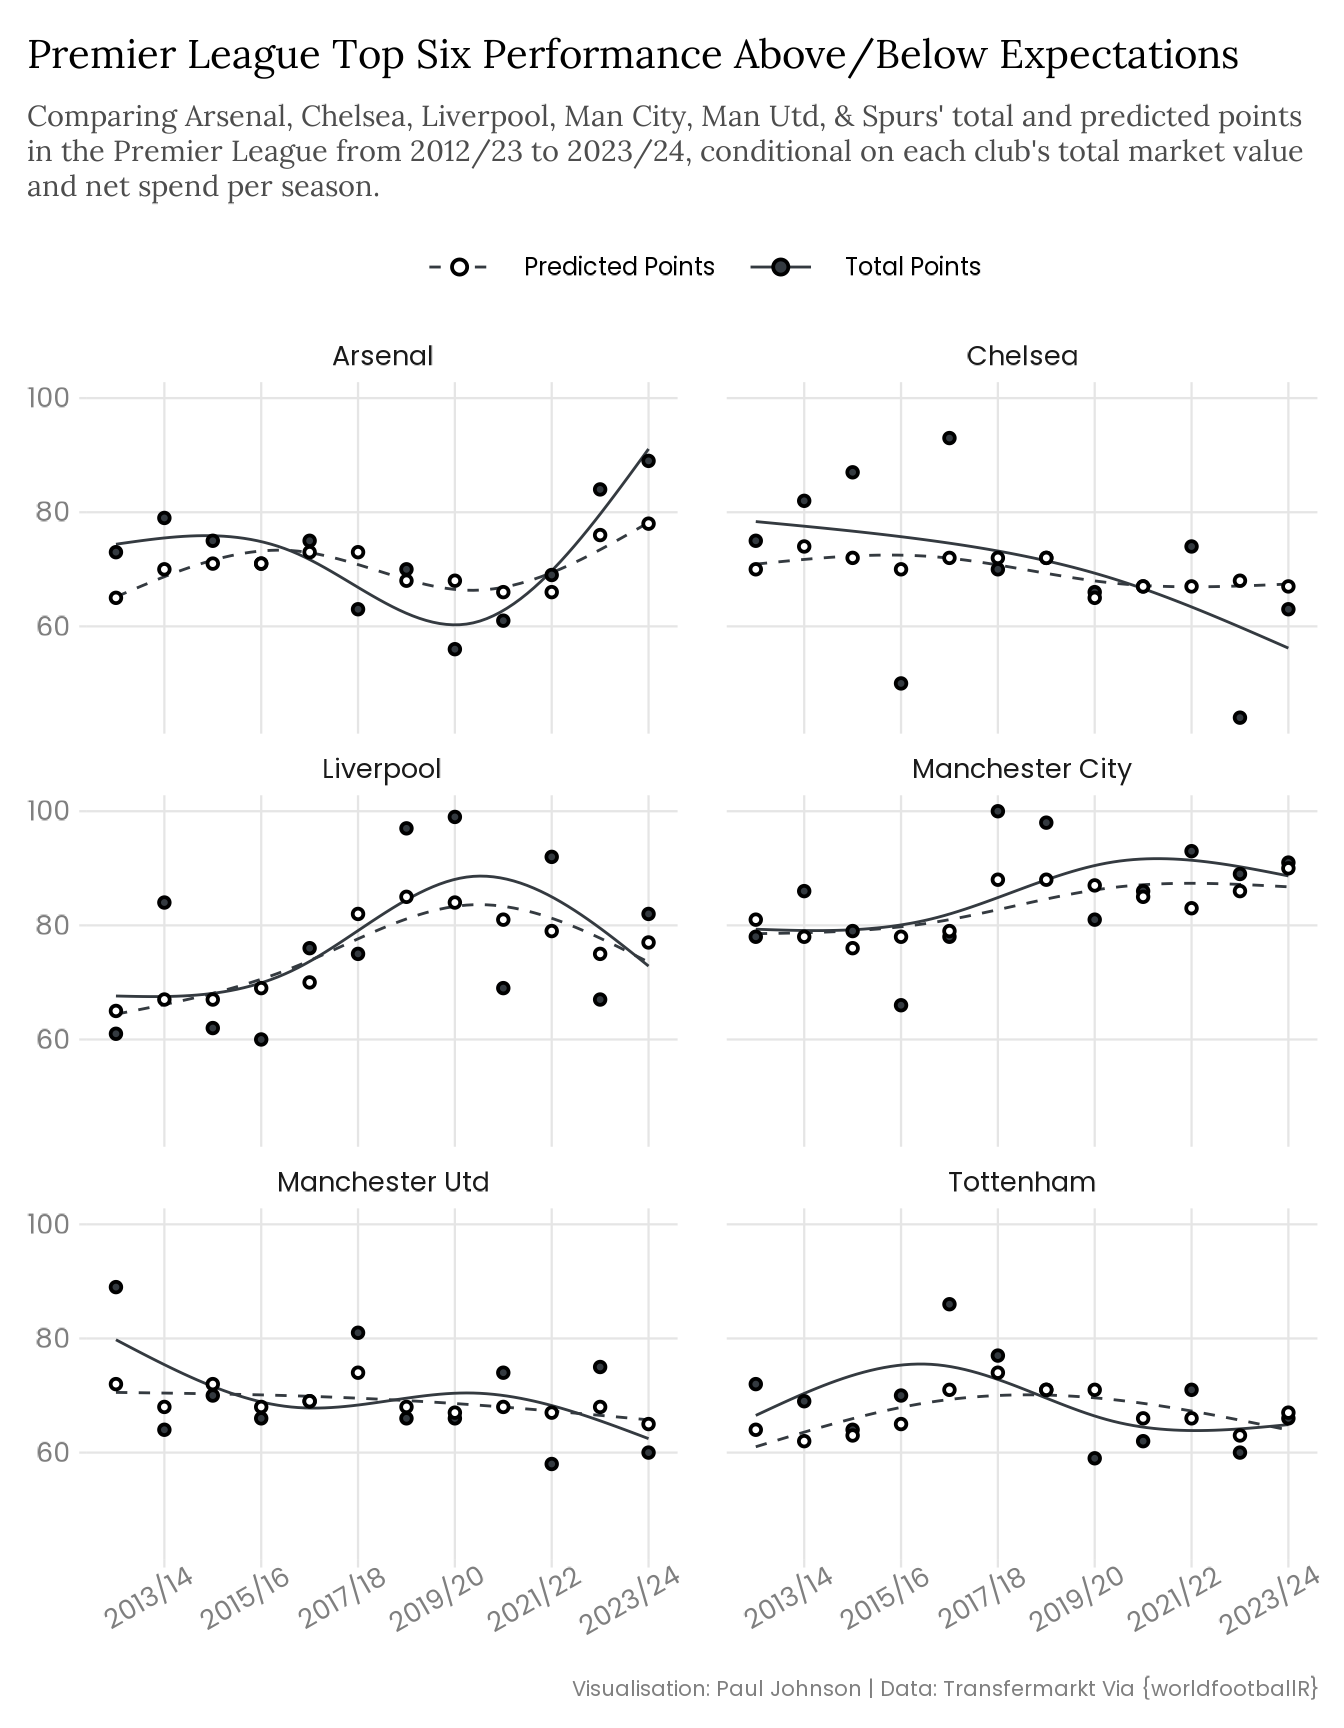 Premier League Top Six Performance Above/Below Expectations
Comparing Arsenal, Chelsea, Liverpool, Man City, Man Utd, & Spurs' total and predicted points
in the Premier League from 2012/23 to 2023/24, conditional on each club's total market value
and net spend per season.
Predicted Points Total Points
Arsenal
Chelsea
100
80
60
Liverpool
Manchester City
100
80
60
Manchester Utd
Tottenham
100
80
60
2013/14 2015/16 2017/18 2019/20 2021/22 2023/24
2013/14 2015/16 2017/18 2019/20 2021/22 2023/24
Visualisation: Paul Johnson | Data: Transfermarkt Via {worldfootballR}